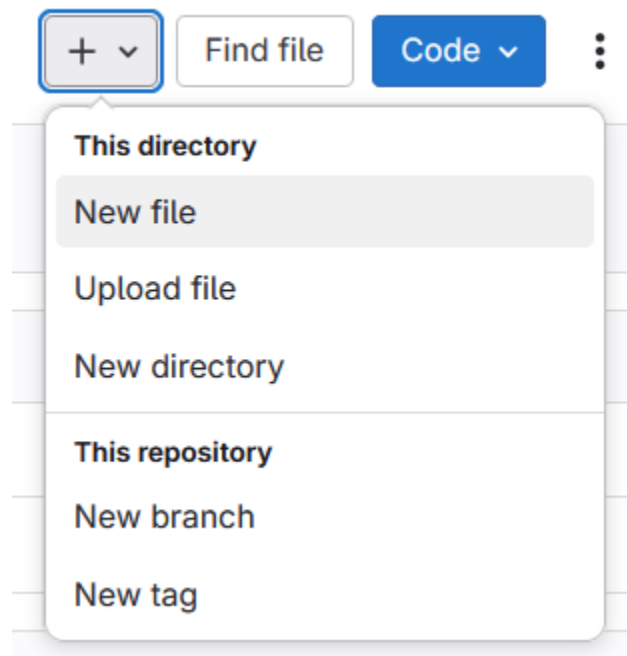 +
Find file
Code
This directory
New file
Upload file
New directory
This repository
New branch
New tag